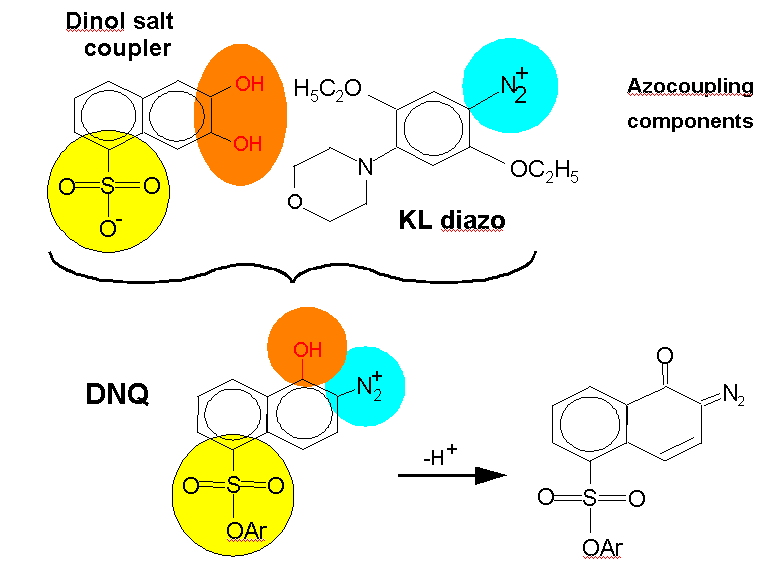 Dinol salt
coupler
OH
OH
O=S=O
O-
H5C2O
N2+
N
O
OC2H5
KL diazo
Azocoupling
components
DNQ
OH
N2+
O=S=O
OAr
-H+
O
N2
O=S=O
OAr